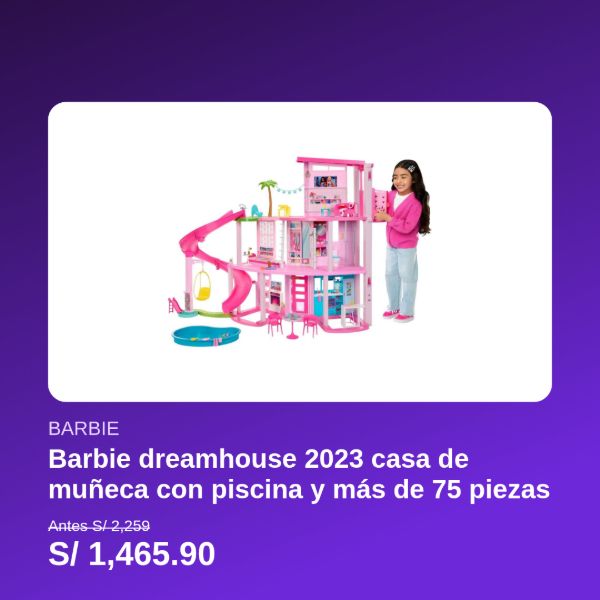 BARBIE
Barbie dreamhouse 2023 casa de
muñeca con piscina y más de 75 piezas
Antes S/ 2,259
S/ 1,465.90